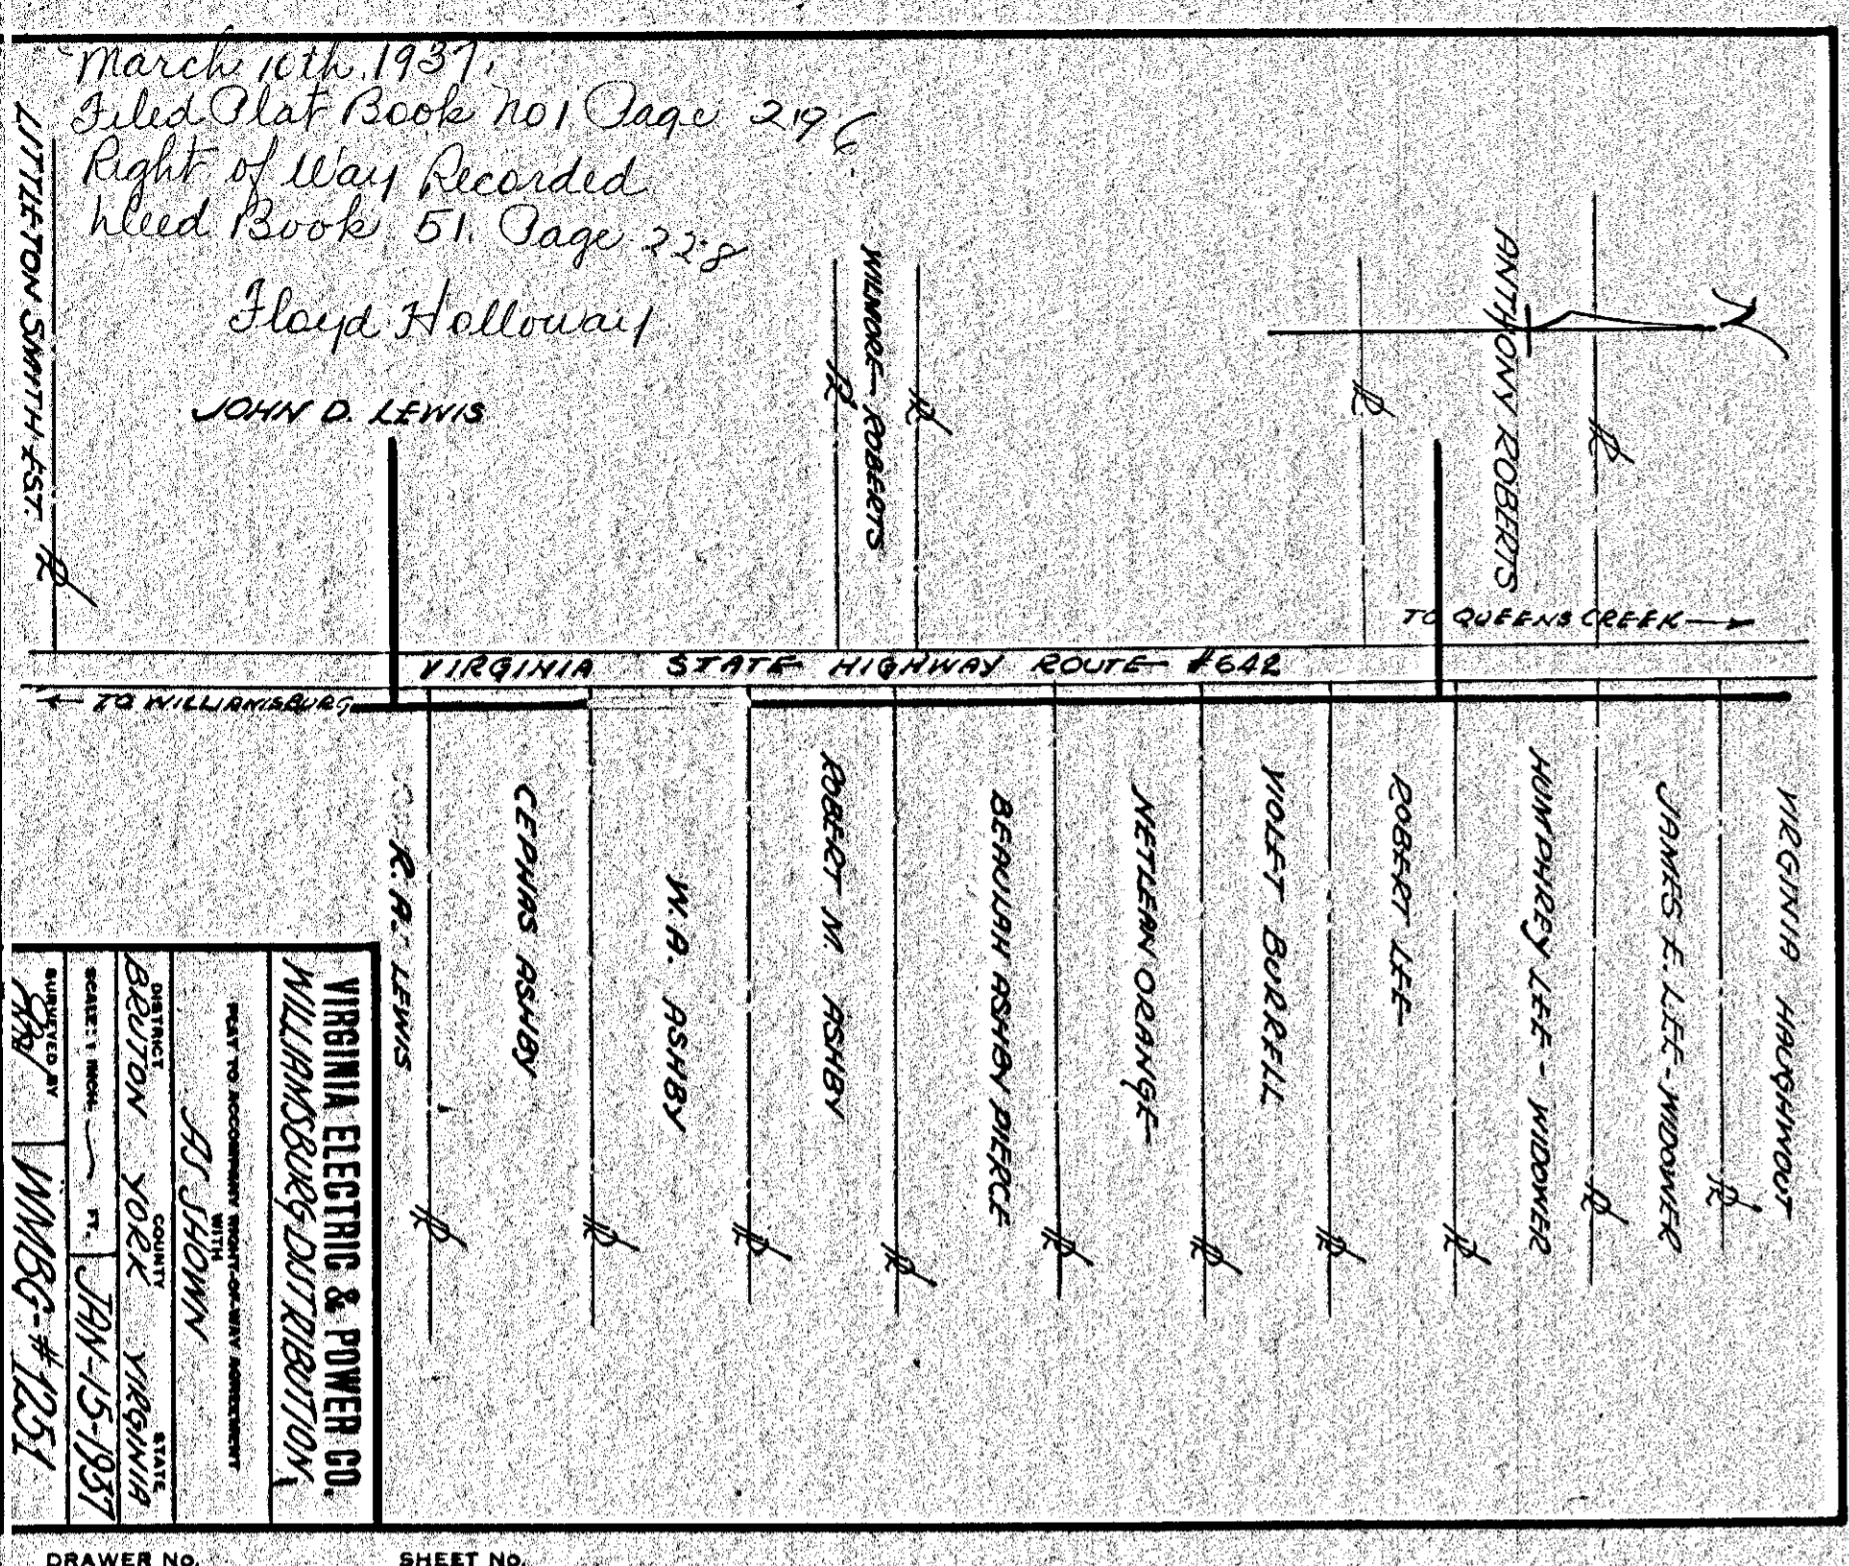 March 10th, 1937.
Filed Plat Book No 1 Page 219
Right of Way Recorded
Deed Book 51. Page 228
Floyd Holloway
LITTLETON SMITH EST.
JOHN D. LEWIS
WILMORE ROBERTS
ANTHONY ROBERTS
TO QUEENS CREEK
VIRGINIA STATE HIGHWAY ROUTE #642
TO WILLIAMSBURG
R.A. LEWIS
CEPHAS ASHBY
W.A. ASHBY
ROBERT N. ASHBY
BEAULAH ASHBY PIERCE
NETLEAN ORANGE
VIOLET BURRELL
ROBERT LEE
HUMPHREY LEE - WIDOWER
JAMES E. LEE - WIDOWER
VIRGINIA HAUGHWOUT
VIRGINIA ELECTRIC & POWER CO.
WILLIAMSBURG DISTRIBUTION,
PLAT TO ACCOMPANY RIGHT-OF-WAY AGREEMENT
WITH
AS SHOWN
DISTRICT COUNTY STATE
BRUTON YORK VIRGINIA
SCALE: 1 INCH FT. JAN-15-1937
SURVEYED BY
WMBG-#1251
DRAWER NO. SHEET NO.